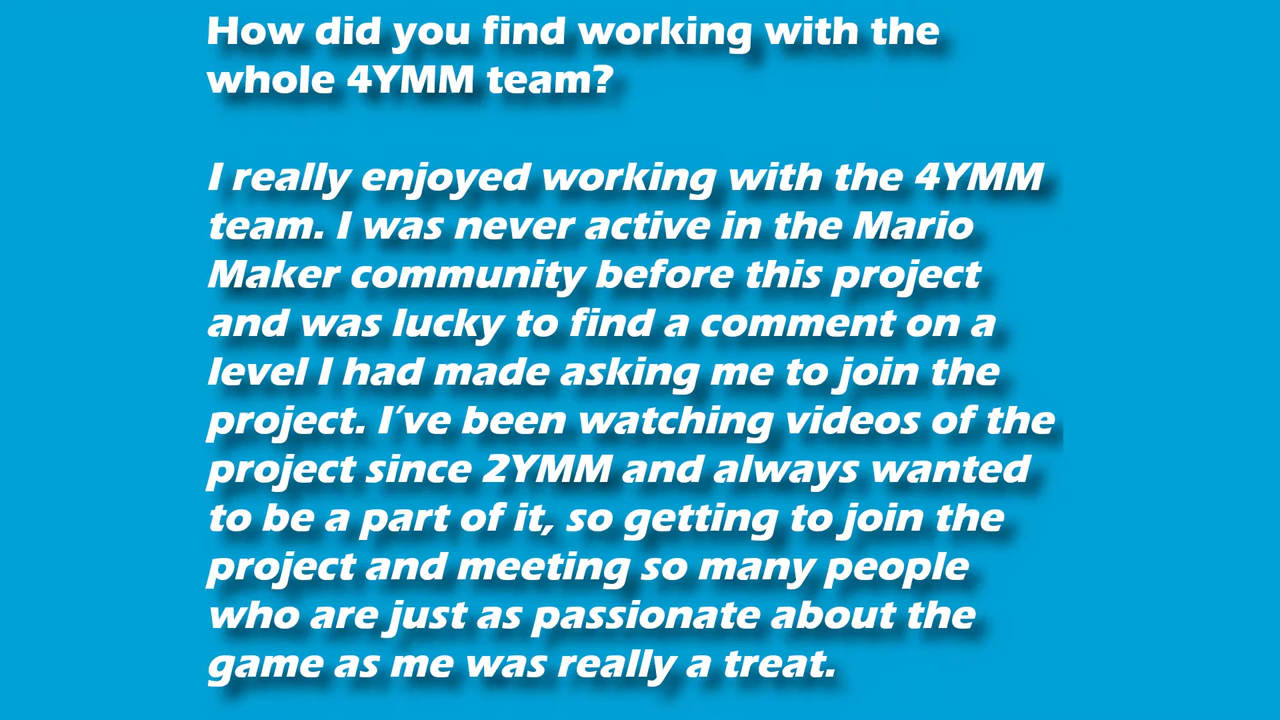 How did you find working with the
whole 4YMM team?
I really enjoyed working with the 4YMM
team. I was never active in the Mario
Maker community before this project
and was lucky to find a comment on a
level I had made asking me to join the
project. I’ve been watching videos of the
project since 2YMM and always wanted
to be a part of it, so getting to join the
project and meeting so many people
who are just as passionate about the
game as me was really a treat.